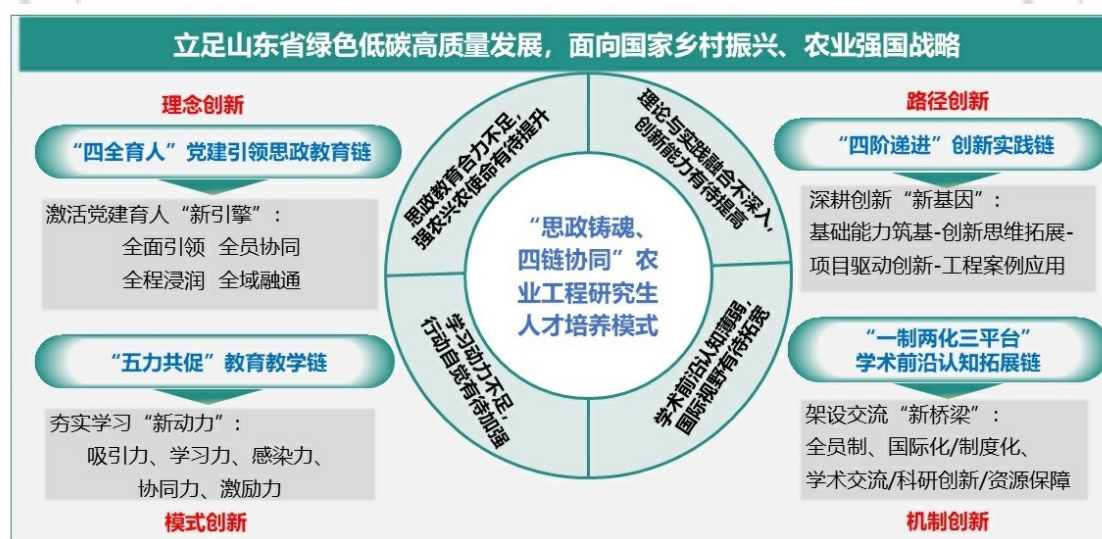 立足山东省绿色低碳高质量发展，面向国家乡村振兴、农业强国战略
理念创新
“四全育人”党建引领思政教育链
激活党建育人“新引擎”：
全面引领 全员协同
全程浸润 全域融通
“五力共促”教育教学链
夯实学习“新动力”：
吸引力、学习力、感染力、
协同力、激励力
模式创新
思政教育合力不足，
强农兴农使命有待提升
理论与实践融合不深入，
创新能力有待提高
“思政铸魂、
四链协同”农
业工程研究生
人才培养模式
学习动力不足，
行动自觉有待加强
学术前沿认知薄弱，
国际视野有待拓宽
路径创新
“四阶递进”创新实践链
深耕创新“新基因”：
基础能力筑基-创新思维拓展-
项目驱动创新-工程案例应用
“一制两化三平台”
学术前沿认知拓展链
架设交流“新桥梁”：
全员制、国际化/制度化、
学术交流/科研创新/资源保障
机制创新